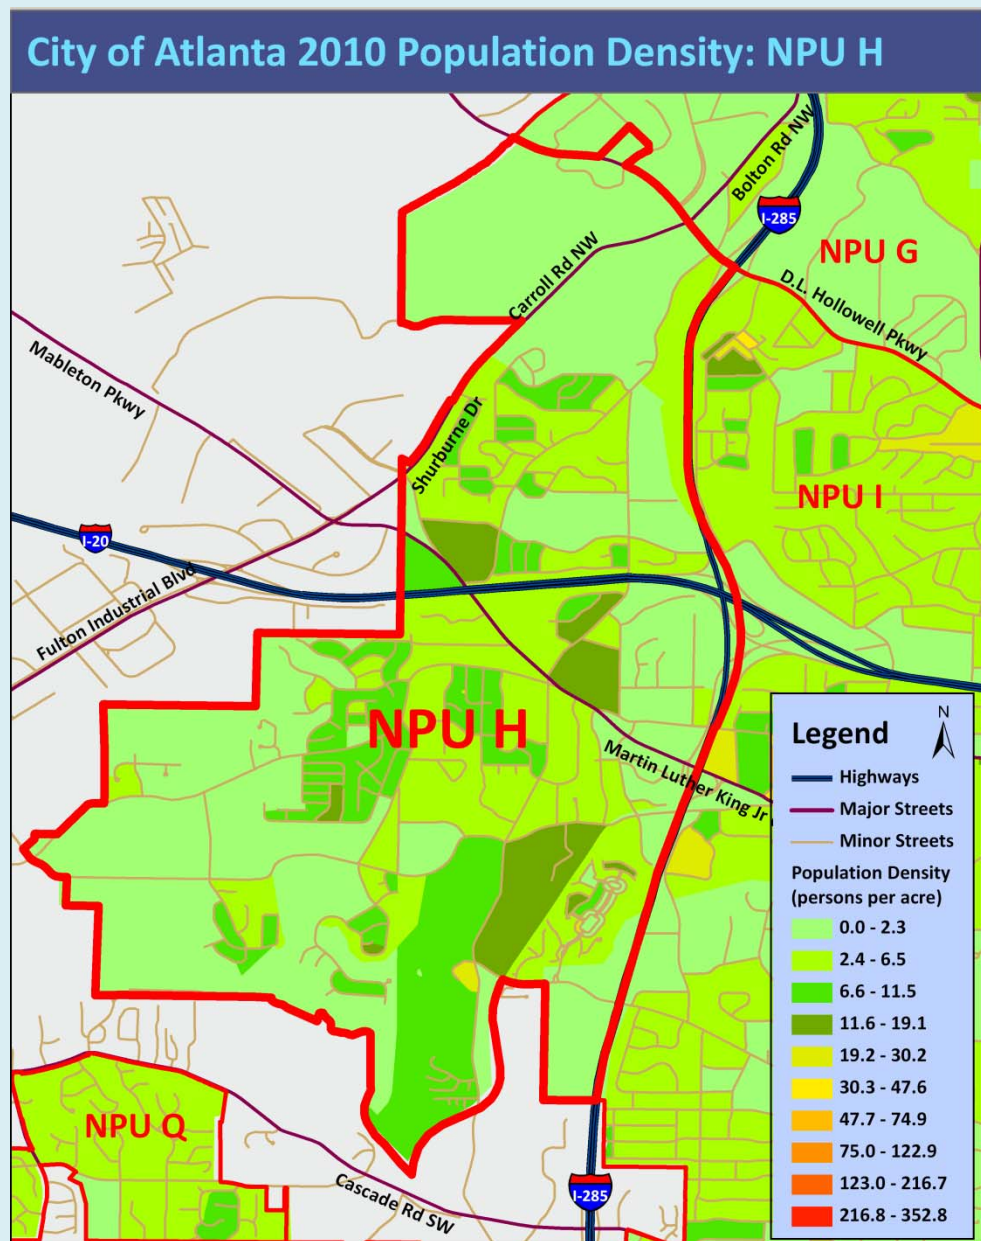 City of Atlanta 2010 Population Density: NPU H
Bolton Rd NW
I-285
NPU G
Carroll Rd NW
D.L. Hollowell Pkwy
Mableton Pkwy
Shurburne Dr
NPU I
I-20
Fulton Industrial Blvd
NPU H
Martin Luther King Jr
NPU Q
Cascade Rd SW
I-285
N
Legend
Highways
Major Streets
Minor Streets
Population Density
(persons per acre)
0.0 - 2.3
2.4 - 6.5
6.6 - 11.5
11.6 - 19.1
19.2 - 30.2
30.3 - 47.6
47.7 - 74.9
75.0 - 122.9
123.0 - 216.7
216.8 - 352.8